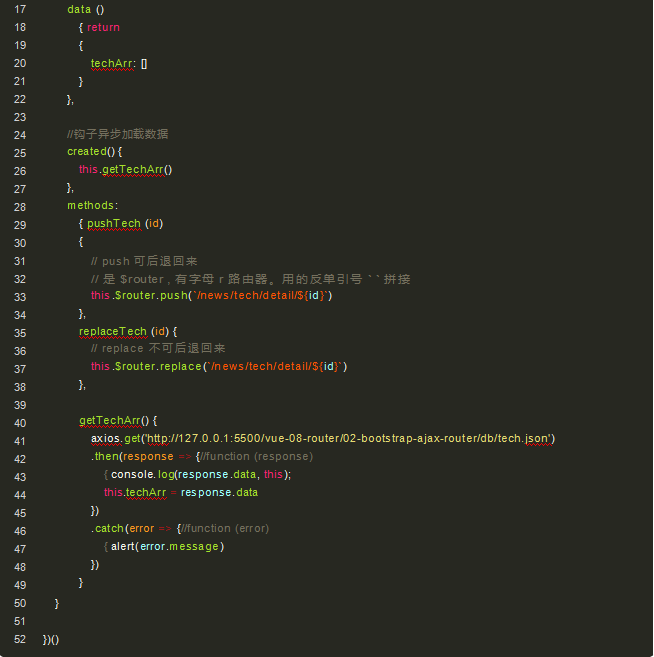 17 data ()
18 { return
19 {
20 techArr: []
21 }
22 },
23
24 //钩子异步加载数据
25 created() {
26 this.getTechArr()
27 },
28 methods:
29 { pushTech (id)
30 {
31 // push 可后退回来
32 // 是 $router , 有字母 r 路由器。用的反单引号 ` ` 拼接
33 this.$router.push(`/news/tech/detail/${id}`)
34 },
35 replaceTech (id) {
36 // replace 不可后退回来
37 this.$router.replace(`/news/tech/detail/${id}`)
38 },
39
40 getTechArr() {
41 axios.get('http://127.0.0.1:5500/vue-08-router/02-bootstrap-ajax-router/db/tech.json')
42 .then(response => {//function (response)
43 { console.log(response.data, this);
44 this.techArr = response.data
45 })
46 .catch(error => {//function (error)
47 { alert(error.message)
48 })
49 }
50 }
51
52 })()